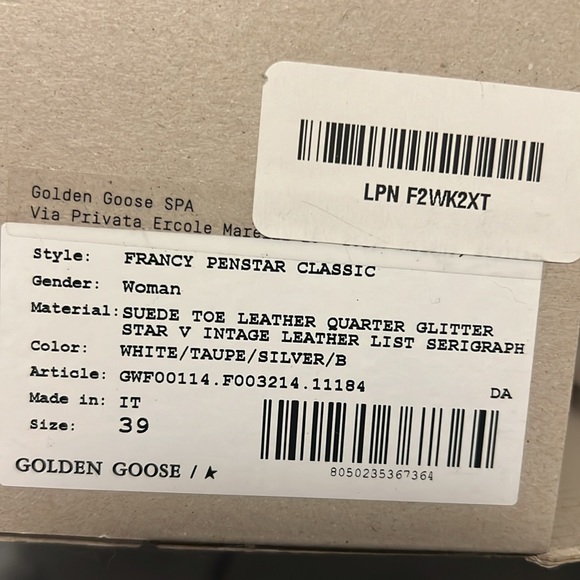 LPN F2WK2XT
Golden Goose SPA
Via Privata Ercole
Style: FRANCY PENSTAR CLASSIC
Gender: Woman
Material: SUEDE TOE LEATHER QUARTER GLITTER
STAR V INTAGE LEATHER LIST SERIGRAPH
Color: WHITE/TAUPE/SILVER/B
Article: GWF00114.F003214.11184
DA
Made in: IT
Size: 39
8050235367364
GOLDEN GOOSE /